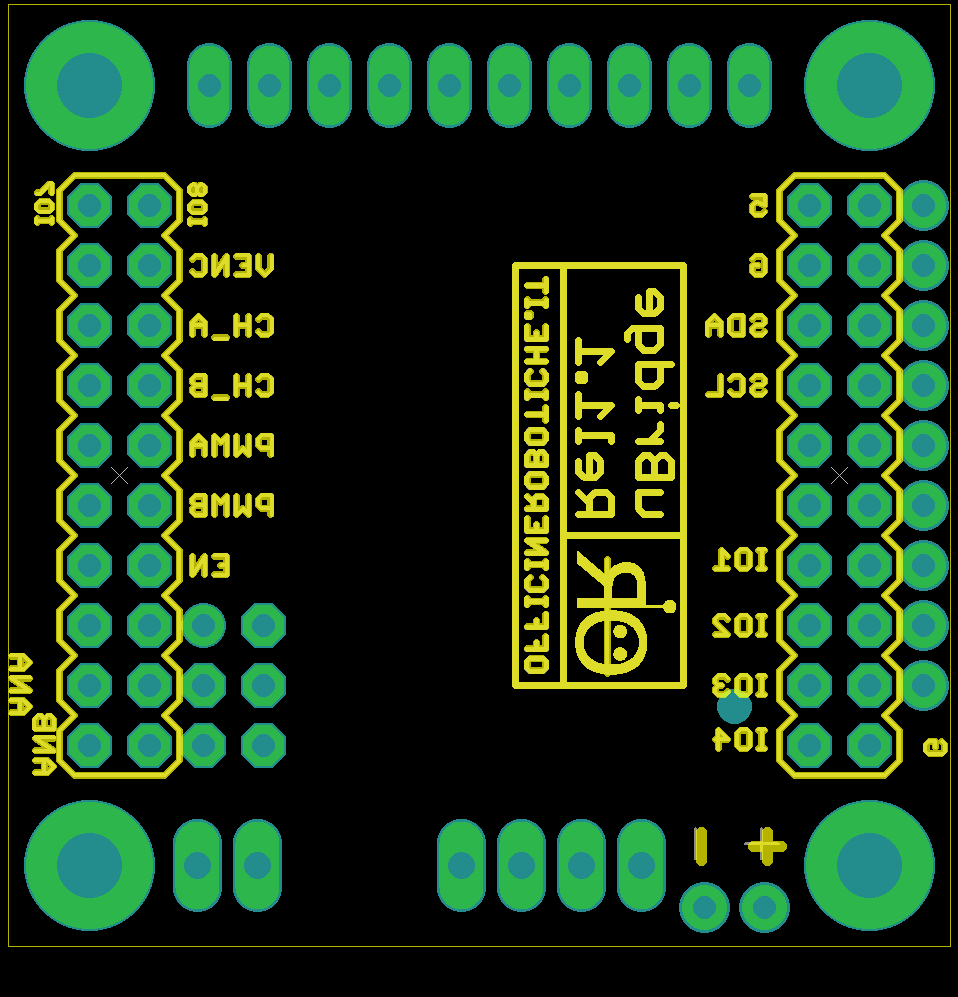 IO7
IO8
VENC
CH_A
CH_B
PWMA
PWMB
EN
ANA
ANB
OFFICINEROBOTICHE.IT
Rel1.1
uBridge
5
G
SDA
SCL
IO1
IO2
IO3
IO4
G
- +